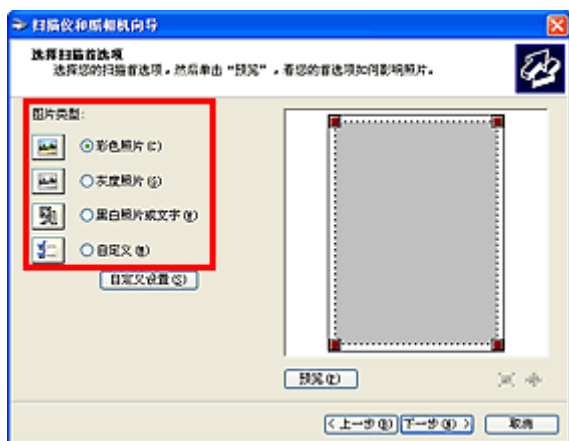 扫描仪和照相机向导
选择扫描首选项
选择您的扫描首选项，然后单击“预览”，看您的首选项如何影响照片。
图片类型:
彩色照片(C)
灰度照片(G)
黑白照片或文字(W)
自定义(M)
自定义设置(S)
预览(P)
< 上一步(B)
下一步(N) >
取消